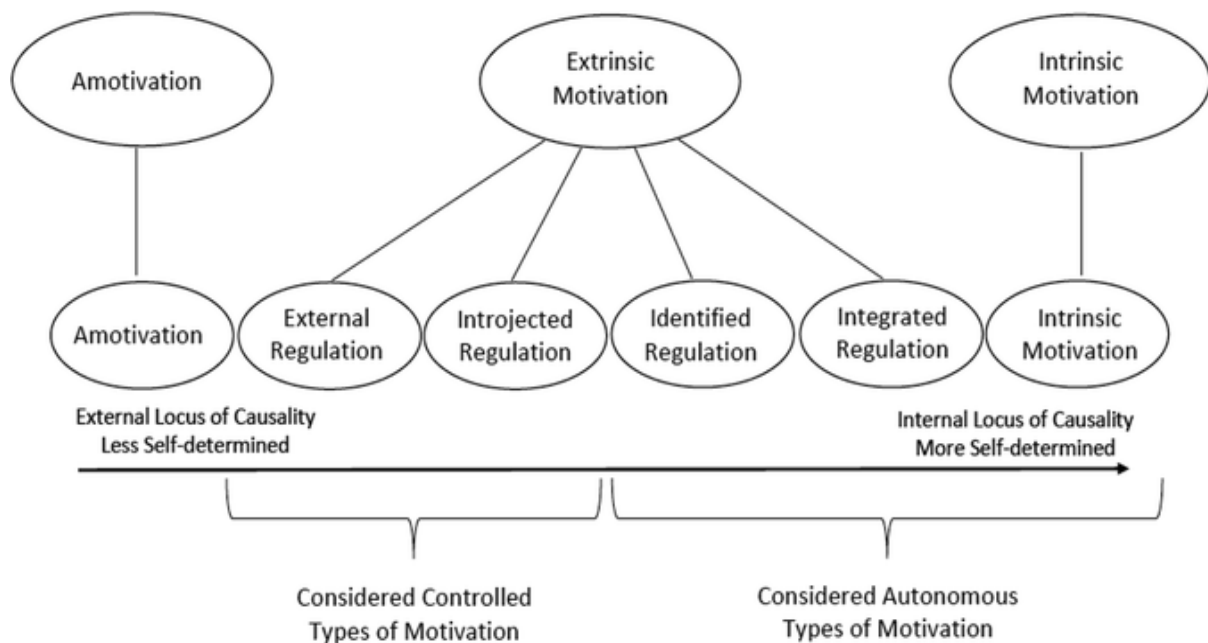 Amotivation
Extrinsic
Motivation
Intrinsic
Motivation
Amotivation
External
Regulation
Introjected
Regulation
Identified
Regulation
Integrated
Regulation
Intrinsic
Motivation
External Locus of Causality
Less Self-determined
Internal Locus of Causality
More Self-determined
Considered Controlled
Types of Motivation
Considered Autonomous
Types of Motivation